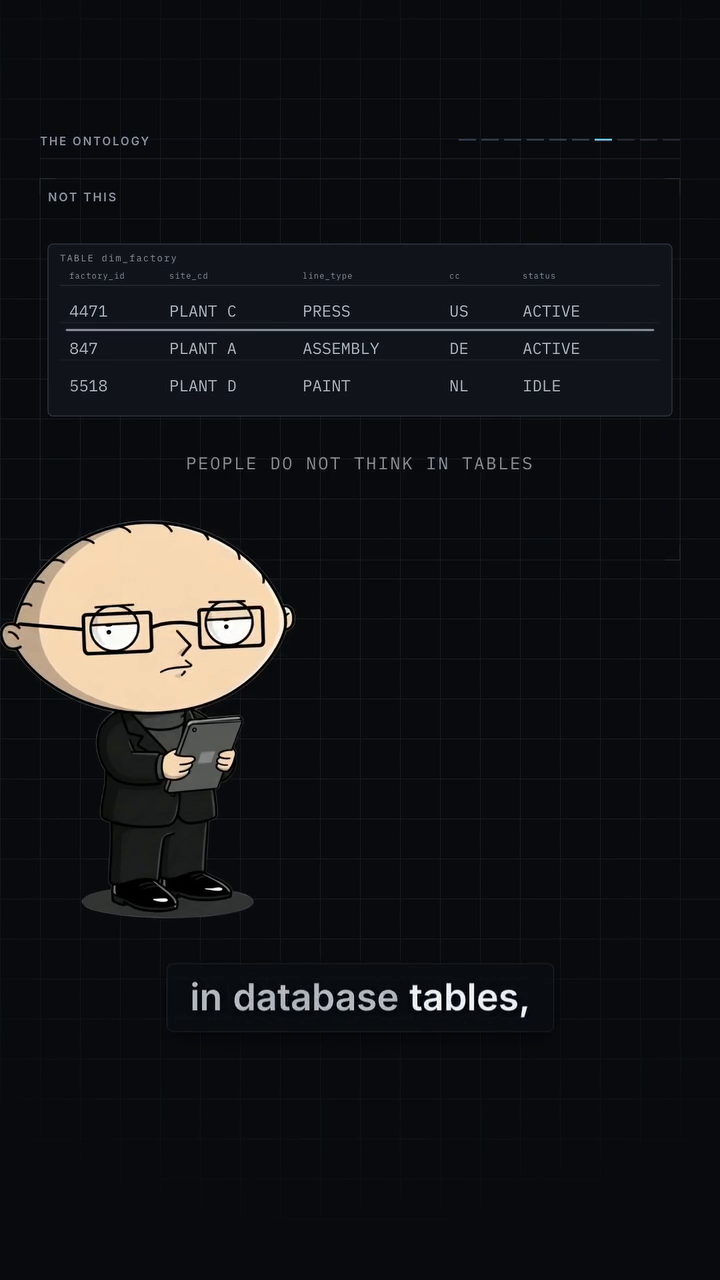 THE ONTOLOGY
NOT THIS
TABLE dim_factory
factory_id site_cd line_type cc status
4471 PLANT C PRESS US ACTIVE
847 PLANT A ASSEMBLY DE ACTIVE
5518 PLANT D PAINT NL IDLE
PEOPLE DO NOT THINK IN TABLES
in database tables,